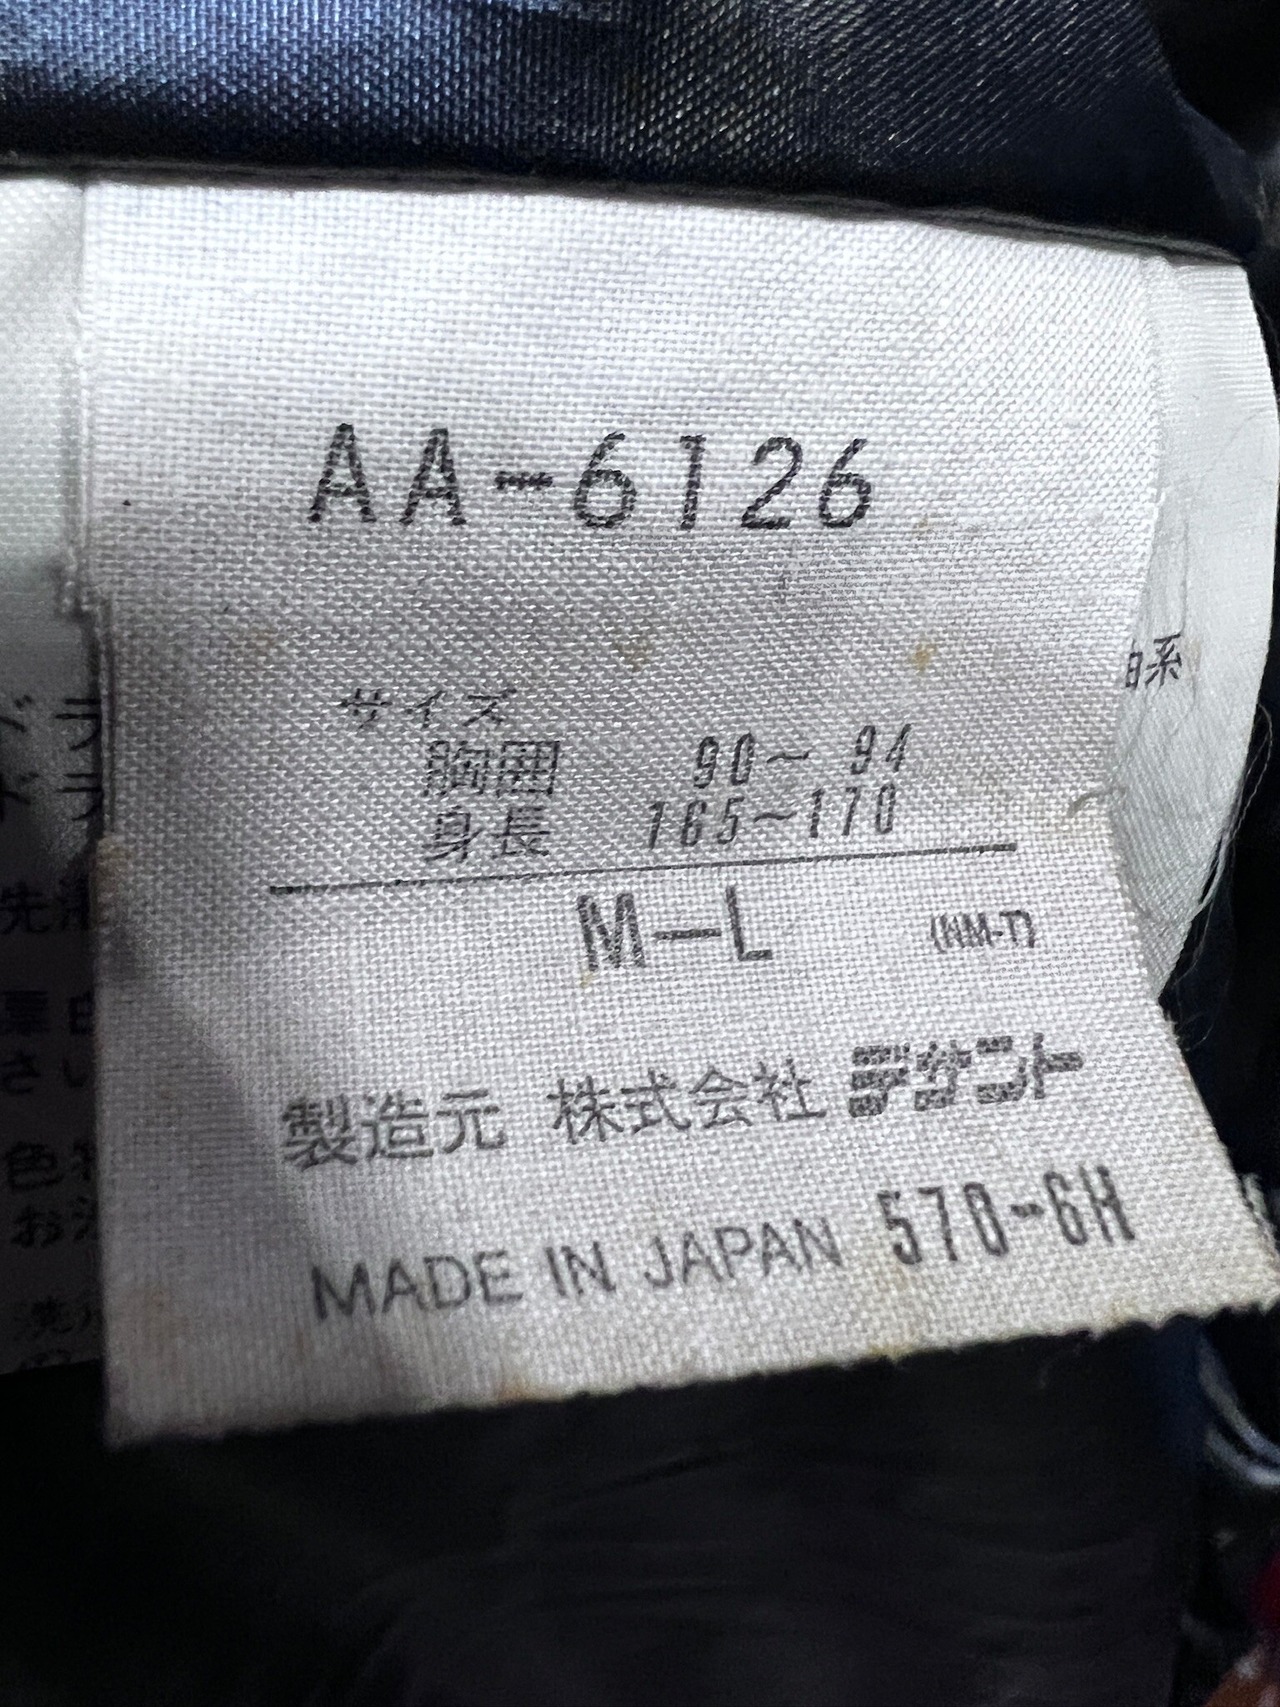 AA-6126
サイズ
胸囲 90～ 94
身長 165～170
M-L (NM-T)
製造元 株式会社 デサント
MADE IN JAPAN 570-6H